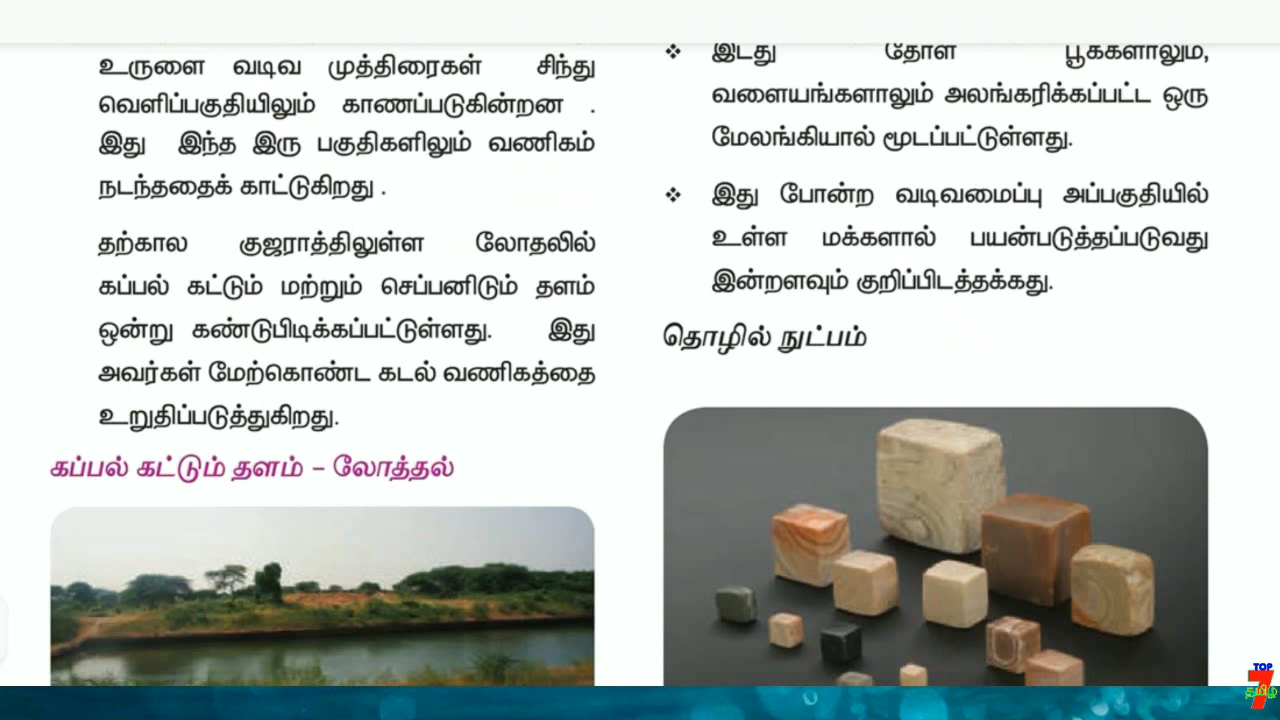 உருளை வடிவ முத்திரைகள் சிந்து
வெளிப்பகுதியிலும் காணப்படுகின்றன .
இது இந்த இரு பகுதிகளிலும் வணிகம்
நடந்ததைக் காட்டுகிறது .
தற்கால குஜராத்திலுள்ள லோதலில்
கப்பல் கட்டும் மற்றும் செப்பனிடும் தளம்
ஒன்று கண்டுபிடிக்கப்பட்டுள்ளது. இது
அவர்கள் மேற்கொண்ட கடல் வணிகத்தை
உறுதிப்படுத்துகிறது.
கப்பல் கட்டும் தளம் – லோத்தல்
❖ இடது தோள் பூக்களாலும்,
வளையங்களாலும் அலங்கரிக்கப்பட்ட ஒரு
மேலங்கியால் மூடப்பட்டுள்ளது.
❖ இது போன்ற வடிவமைப்பு அப்பகுதியில்
உள்ள மக்களால் பயன்படுத்தப்படுவது
இன்றளவும் குறிப்பிடத்தக்கது.
தொழில் நுட்பம்
TOP
7
தமிழ்